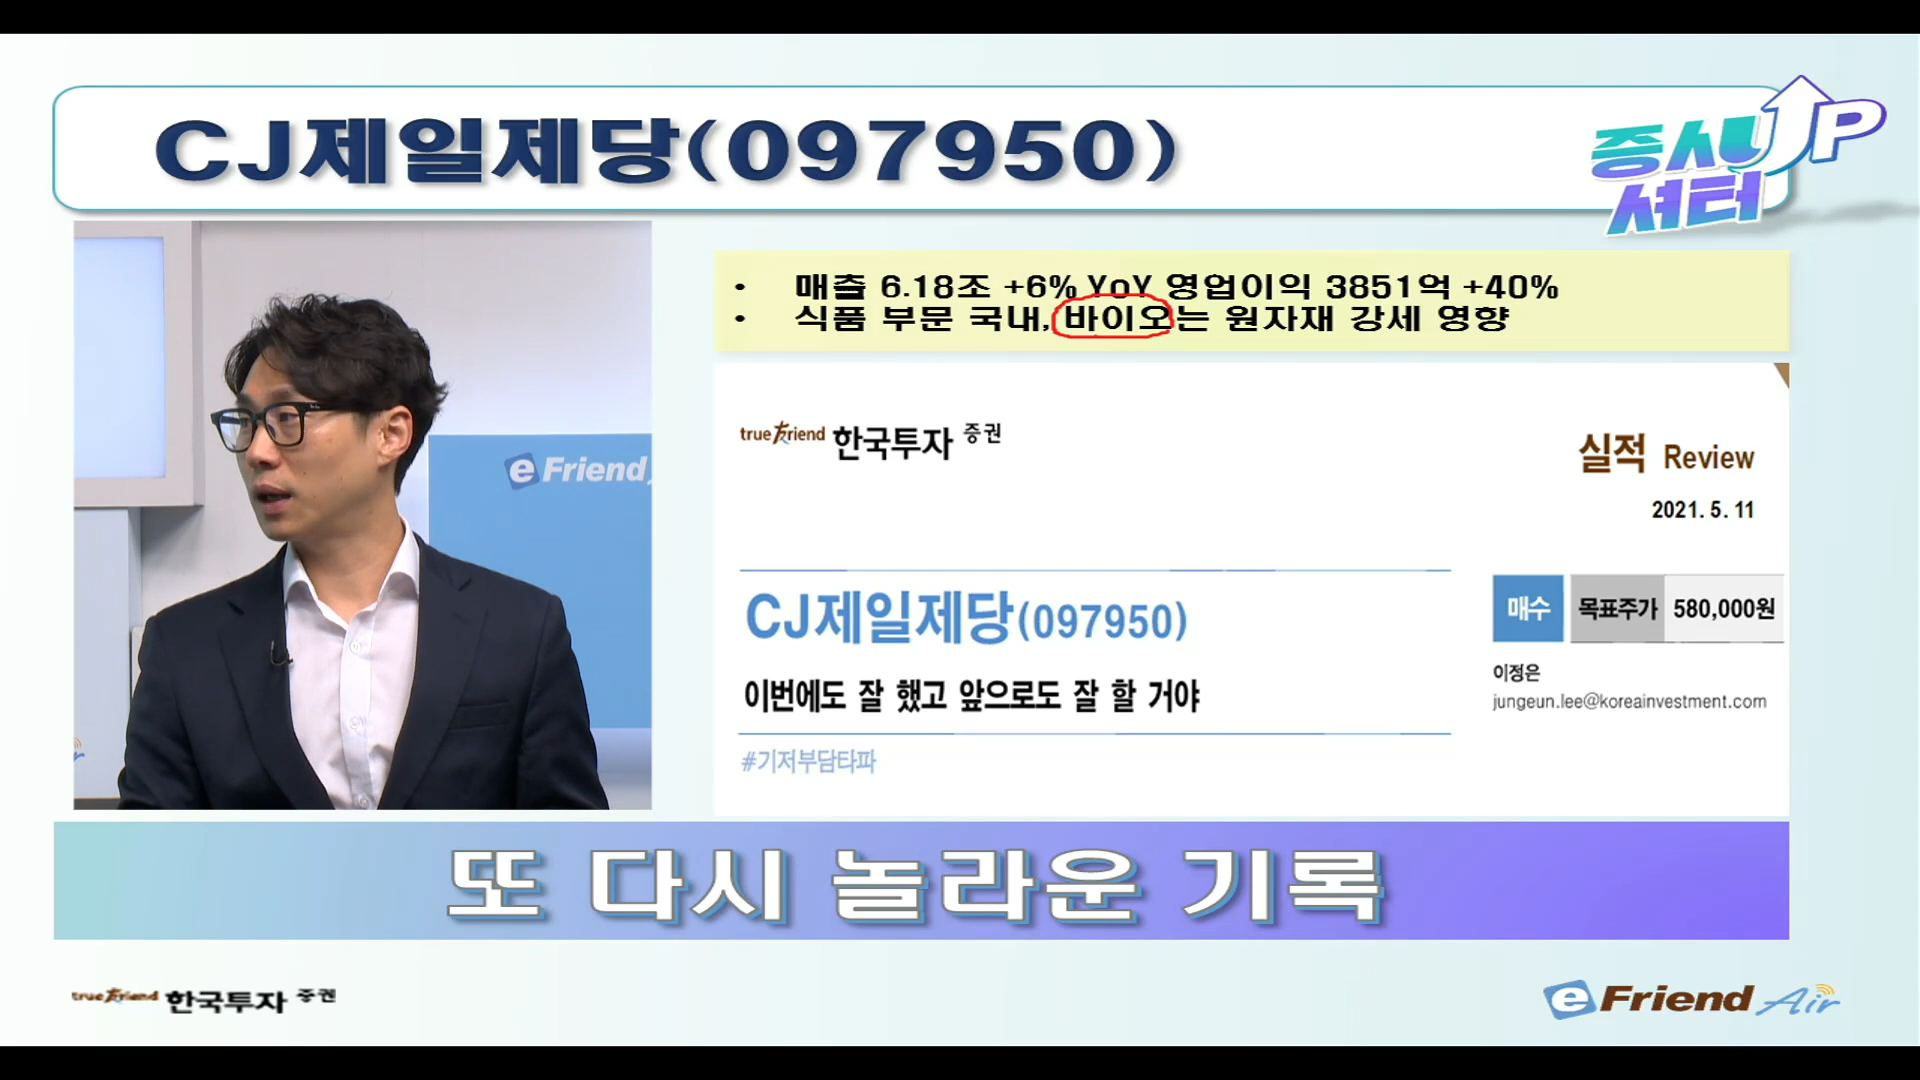 CJ제일제당(097950)
증시UP
셔터
• 매출 6.18조 +6% YoY 영업이익 3851억 +40%
• 식품 부문 국내, 바이오는 원자재 강세 영향
true friend 한국투자 증권
실적 Review
2021. 5. 11
CJ제일제당(097950)
매수 목표주가 580,000원
이번에도 잘 했고 앞으로도 잘 할 거야
이정은
jungeun.lee@koreainvestment.com
#기저부담타파
e Friend
또 다시 놀라운 기록
true friend 한국투자 증권
e Friend Air